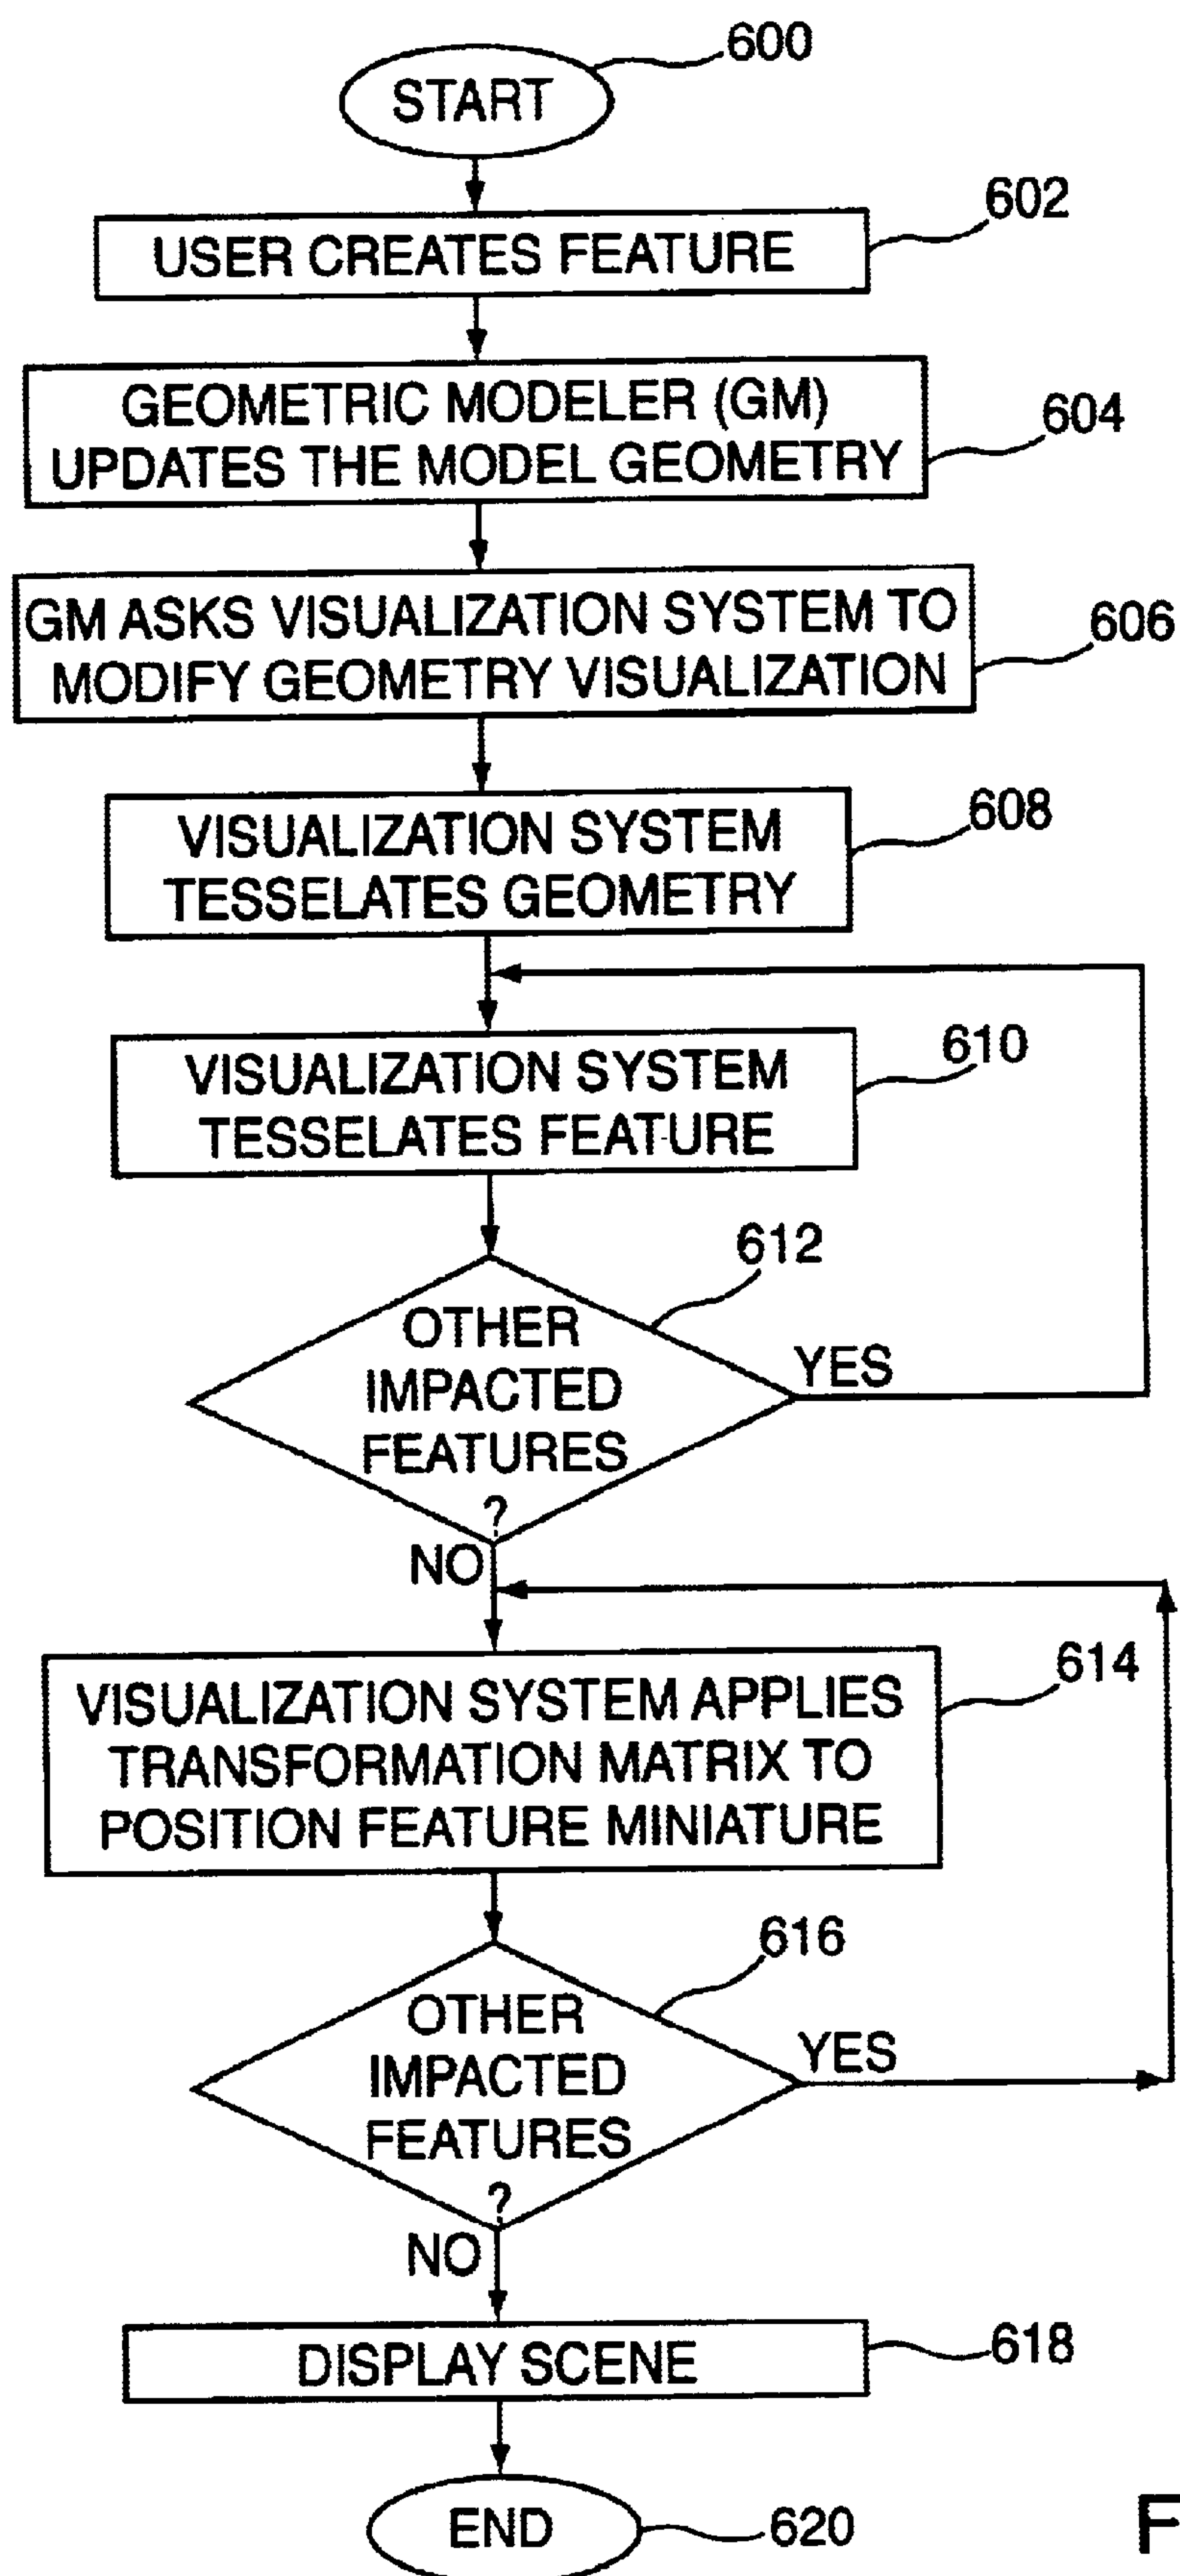 600
START
602
USER CREATES FEATURE
GEOMETRIC MODELER (GM)
UPDATES THE MODEL GEOMETRY
604
GM ASKS VISUALIZATION SYSTEM TO
MODIFY GEOMETRY VISUALIZATION
606
VISUALIZATION SYSTEM
TESSELATES GEOMETRY
608
VISUALIZATION SYSTEM
TESSELATES FEATURE
610
612
OTHER
IMPACTED
FEATURES
?
YES
NO
VISUALIZATION SYSTEM APPLIES
TRANSFORMATION MATRIX TO
POSITION FEATURE MINIATURE
614
616
OTHER
IMPACTED
FEATURES
?
YES
NO
DISPLAY SCENE
618
END
620
F